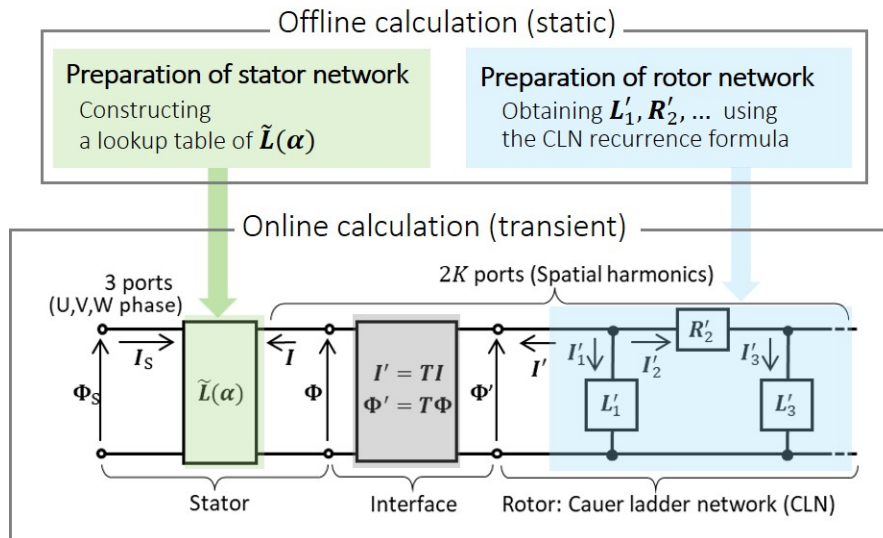 Offline calculation (static)
Preparation of stator network
Constructing
a lookup table of L̃(α)
Preparation of rotor network
Obtaining L′₁, R′₂, … using
the CLN recurrence formula
Online calculation (transient)
3 ports
(U,V,W phase)
2K ports (Spatial harmonics)
I_S
I
I′
I′₁
I′₂
R′₂
I′₃
Φ_S
L̃(α)
Φ
I′ = TI
Φ′ = TΦ
Φ′
L′₁
L′₃
Stator
Interface
Rotor: Cauer ladder network (CLN)